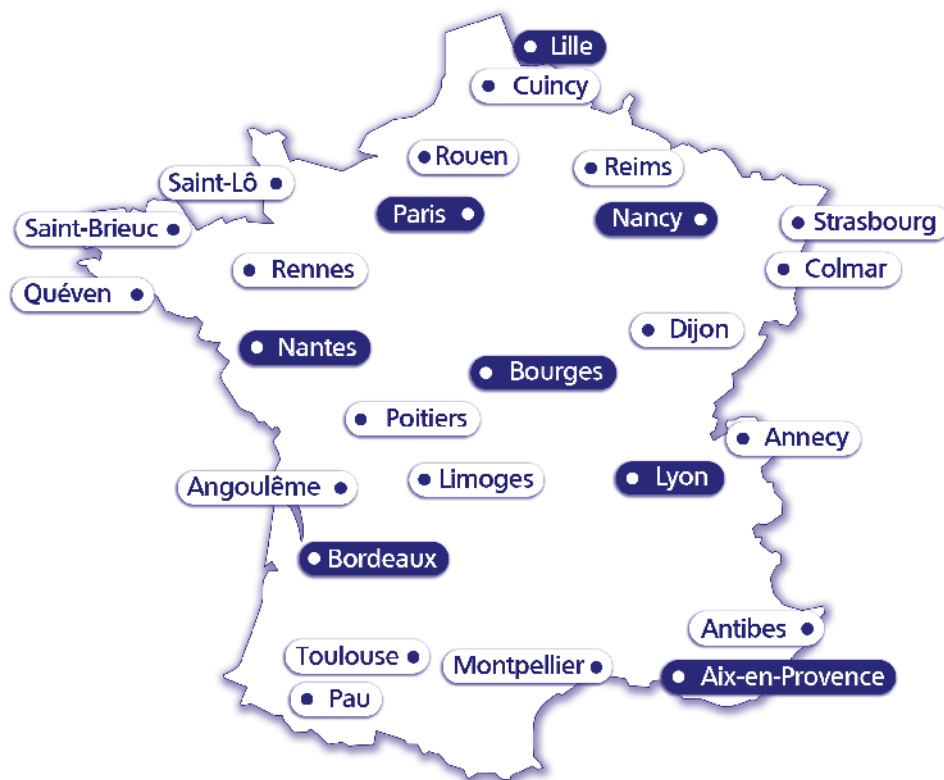 Lille
Cuincy
Rouen
Reims
Saint-Lô
Paris
Nancy
Strasbourg
Saint-Brieuc
Rennes
Colmar
Quéven
Dijon
Nantes
Bourges
Poitiers
Annecy
Angoulême
Limoges
Lyon
Bordeaux
Antibes
Toulouse
Montpellier
Aix-en-Provence
Pau